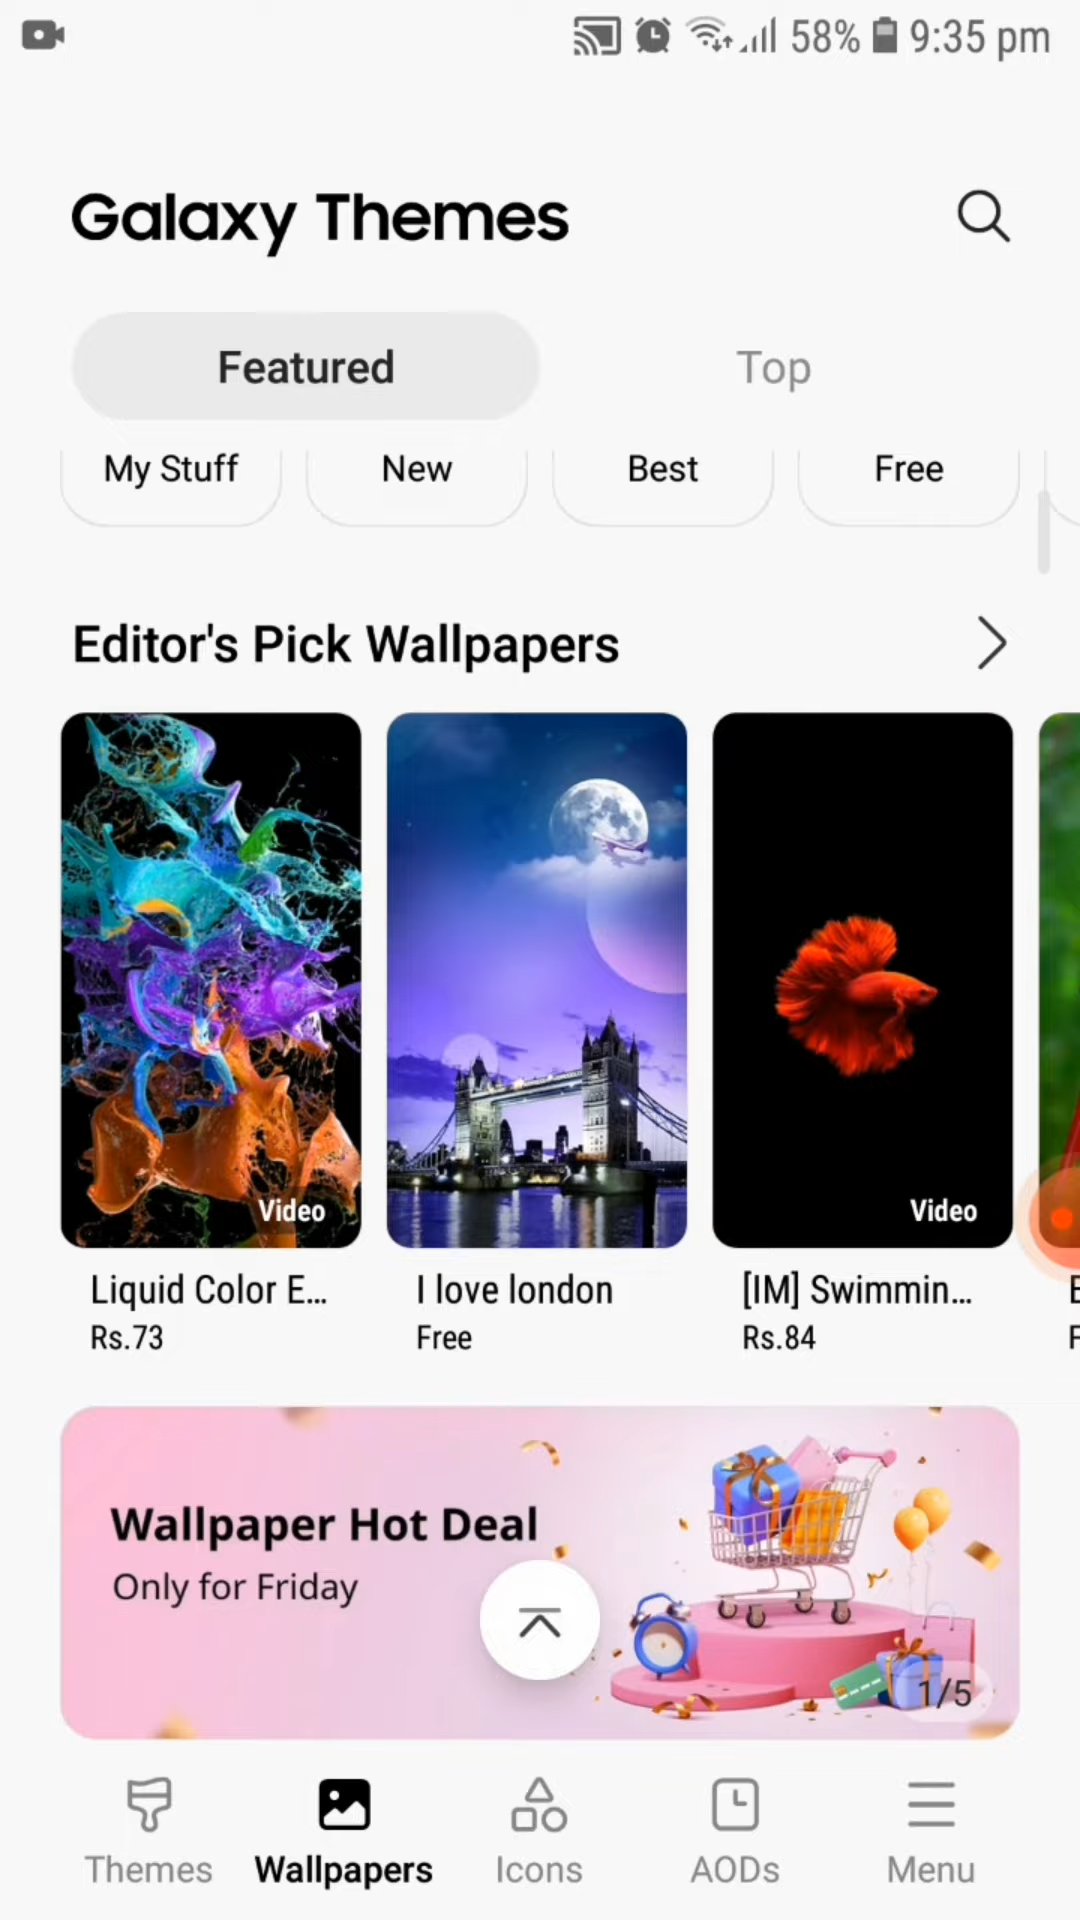 58% 9:35 pm
Galaxy Themes
Featured
Top
My Stuff
New
Best
Free
Editor's Pick Wallpapers
Video
Video
Liquid Color E...
I love london
[IM] Swimmin...
Rs.73
Free
Rs.84
Wallpaper Hot Deal
Only for Friday
1/5
Themes
Wallpapers
Icons
AODs
Menu